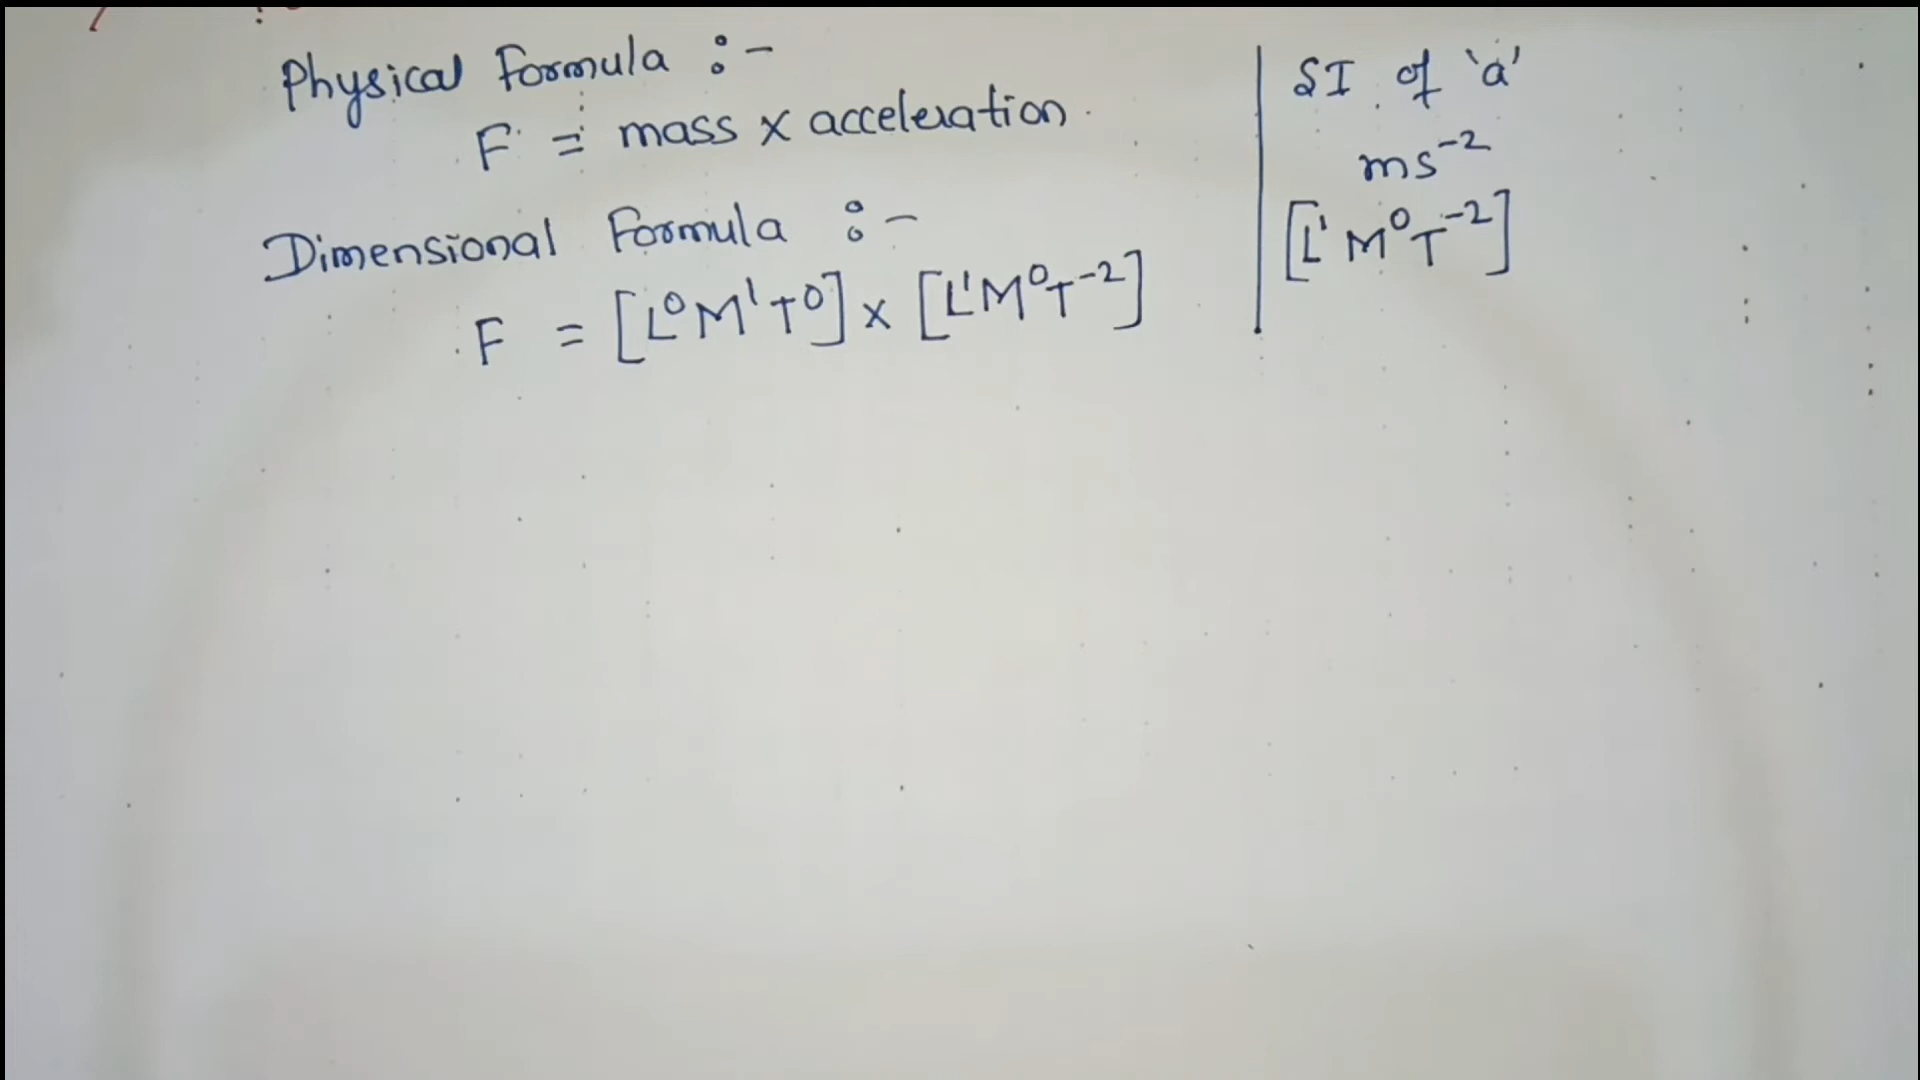 Physical Formula :-
F = mass x acceleration.
Dimensional Formula :-
F = [L⁰M¹T⁰] x [L¹M⁰T⁻²]
SI of 'a'
ms⁻²
[L¹M⁰T⁻²]